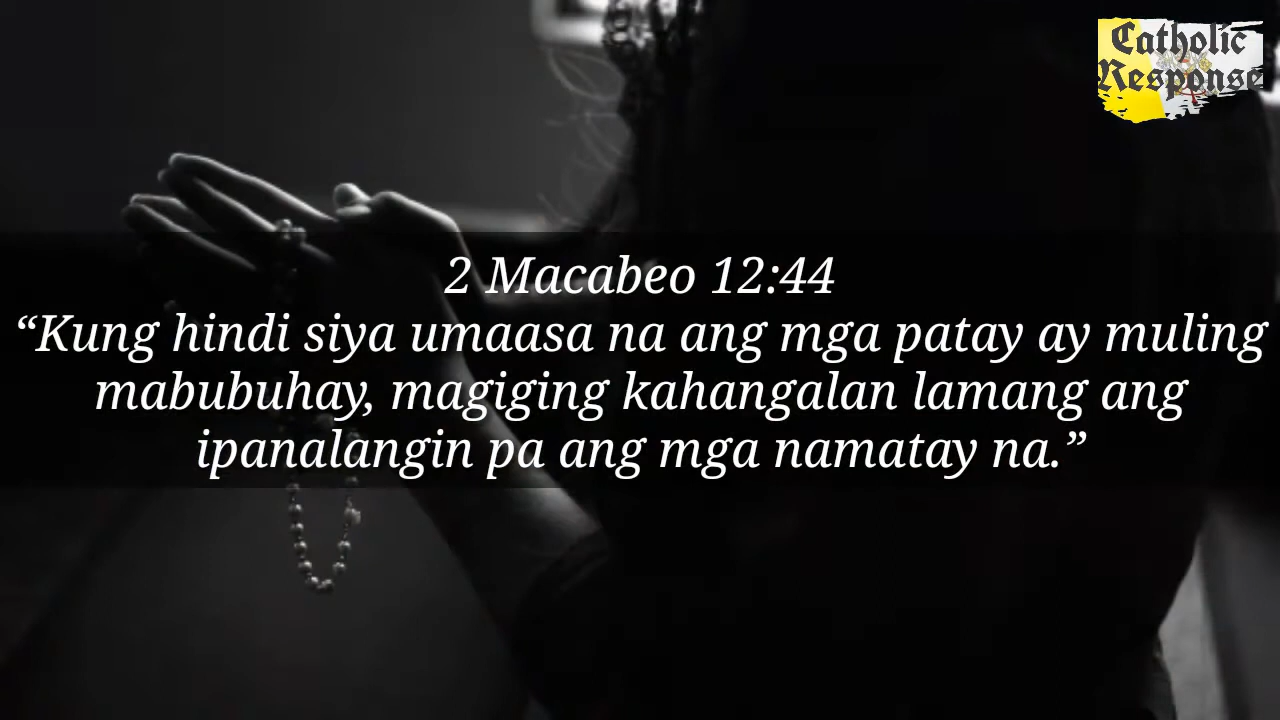 Catholic
Response
2 Macabeo 12:44
“Kung hindi siya umaasa na ang mga patay ay muling
mabubuhay, magiging kahangalan lamang ang
ipanalangin pa ang mga namatay na.”